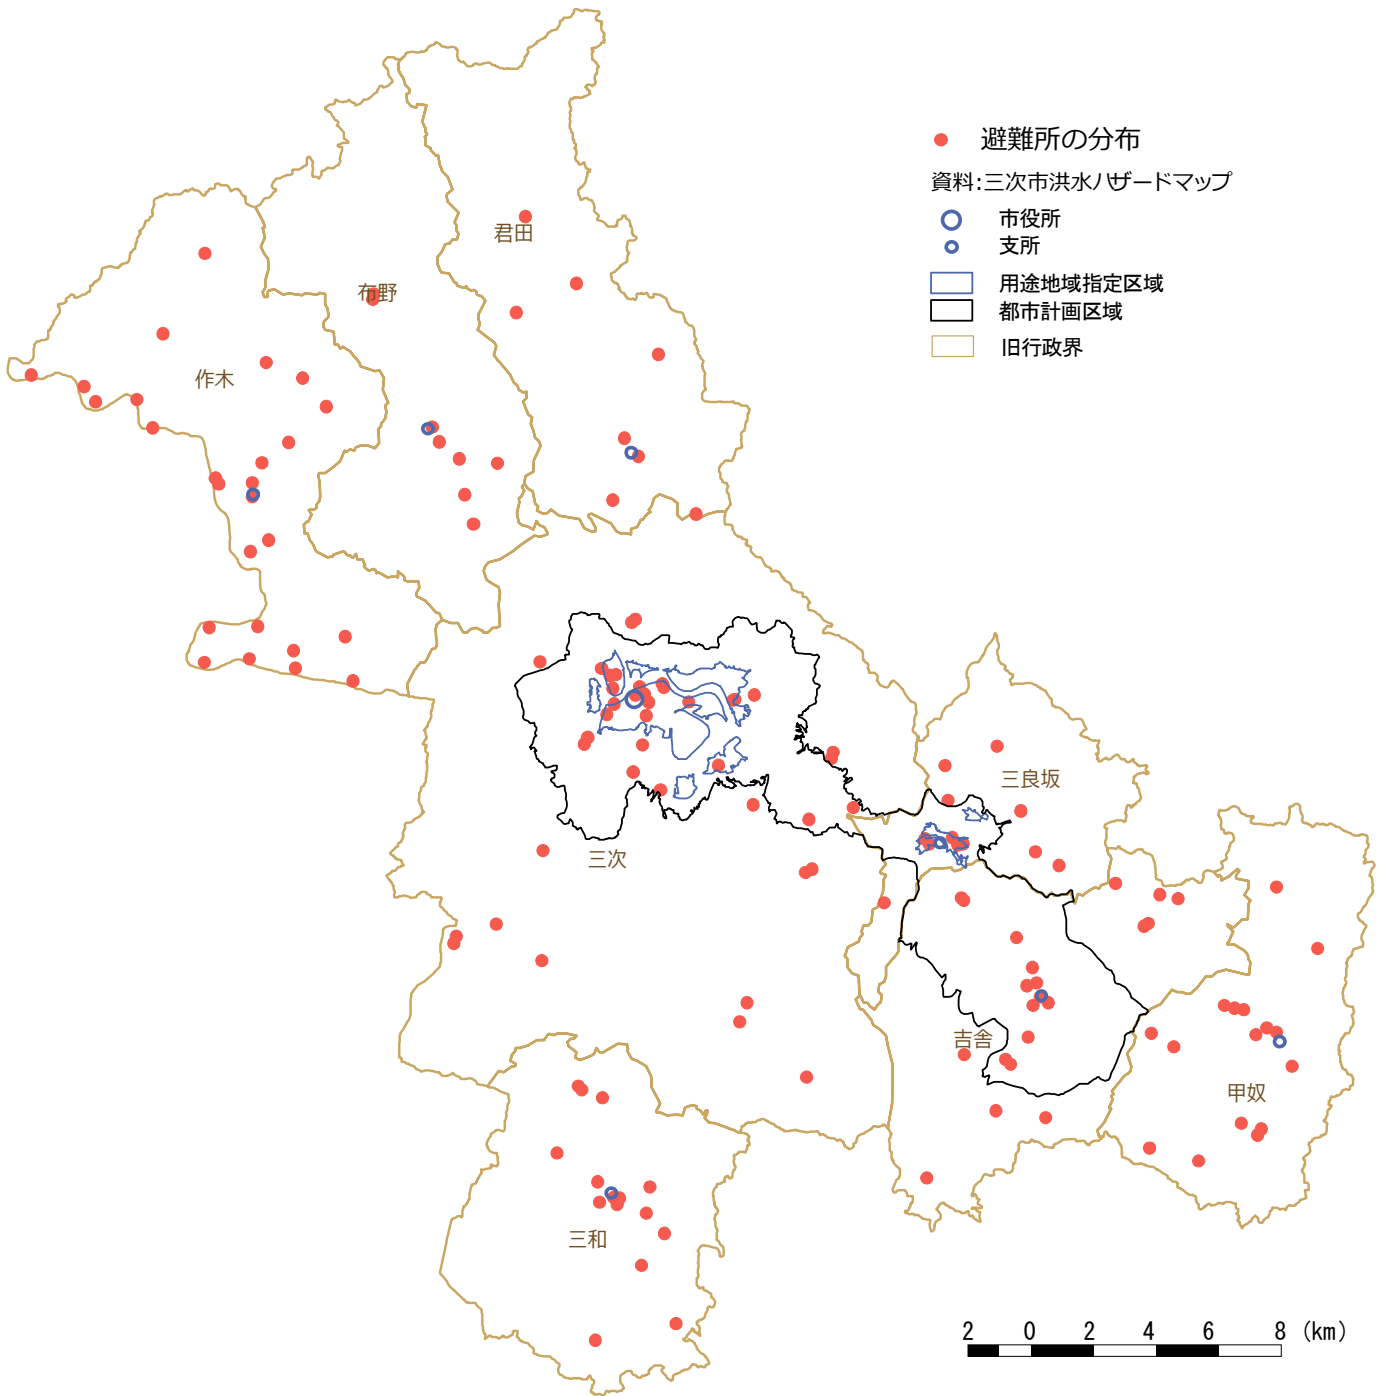 避難所の分布
資料:三次市洪水ハザードマップ
市役所
支所
用途地域指定区域
都市計画区域
旧行政界
君田
布野
作木
三良坂
三次
吉舎
甲奴
三和
2 0 2 4 6 8 (km)